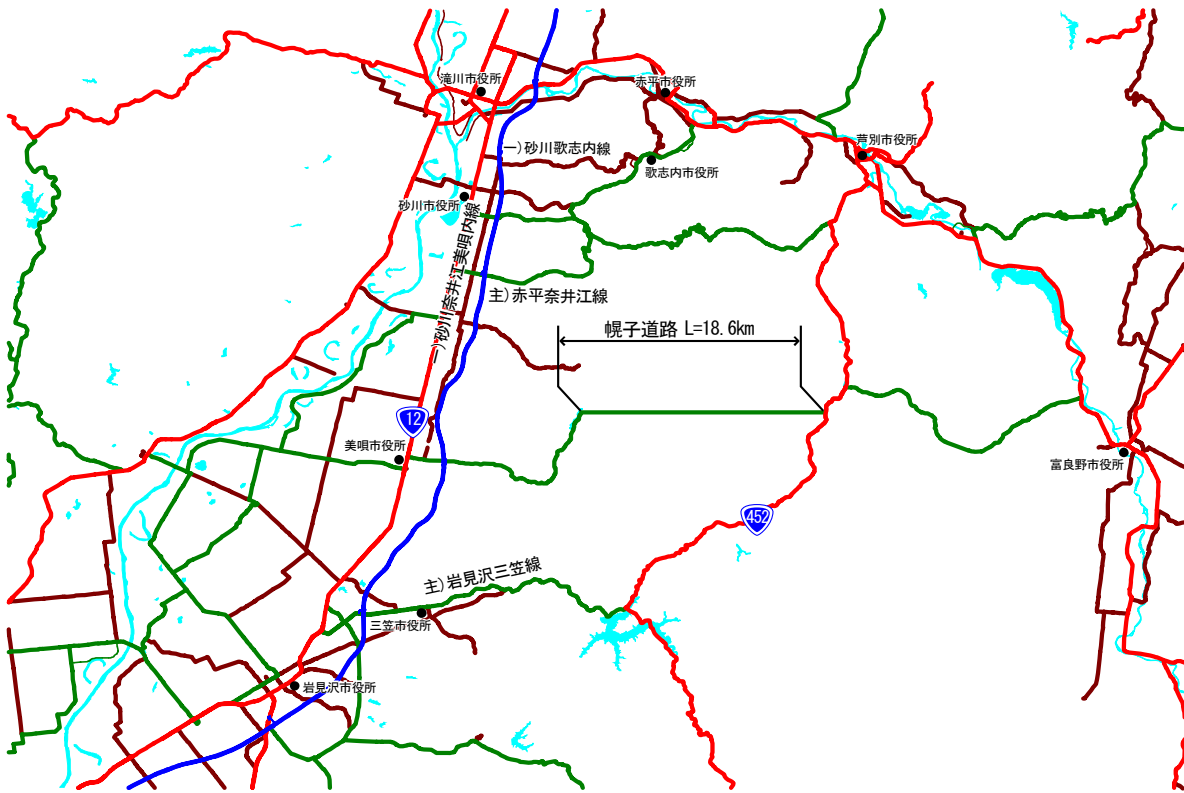 滝川市役所
赤平市役所
一)砂川歌志内線
芦別市役所
歌志内市役所
砂川市役所
一)砂川奈井江美唄内線
主)赤平奈井江線
幌子道路 L=18.6km
12
美唄市役所
富良野市役所
452
主)岩見沢三笠線
三笠市役所
岩見沢市役所